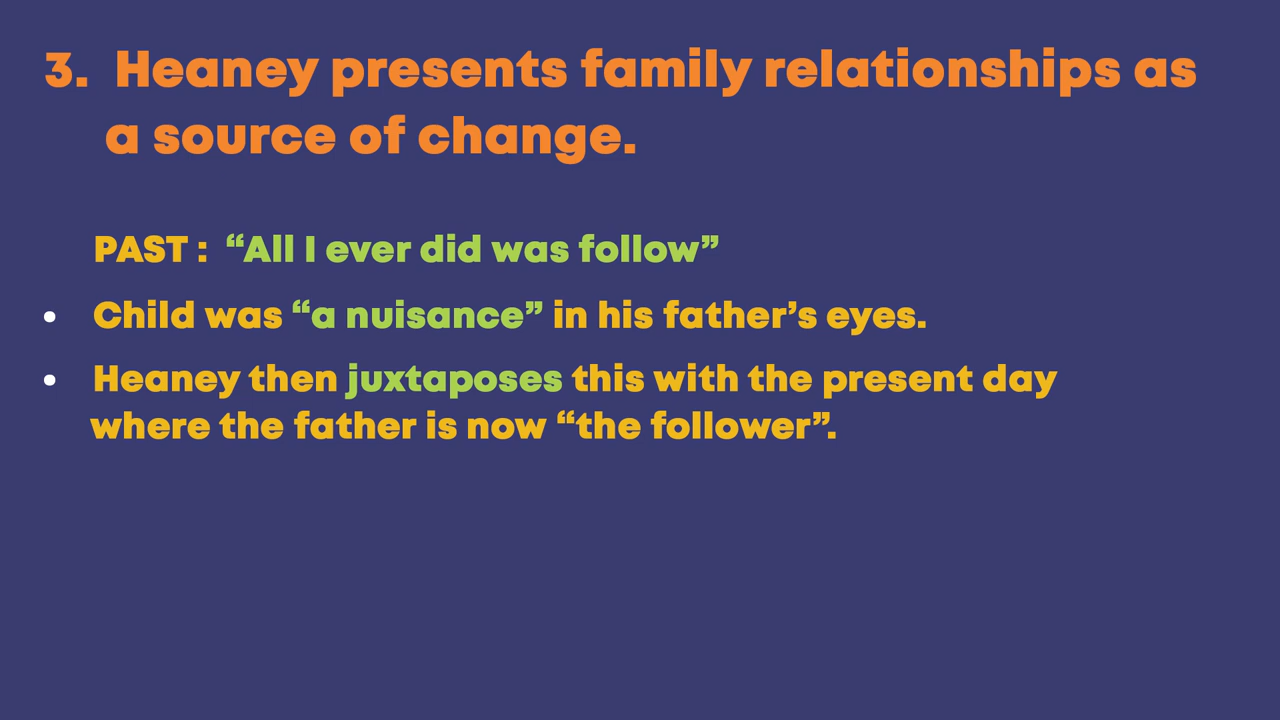 3. Heaney presents family relationships as
a source of change.
PAST : “All I ever did was follow”
• Child was “a nuisance” in his father’s eyes.
• Heaney then juxtaposes this with the present day
where the father is now “the follower”.